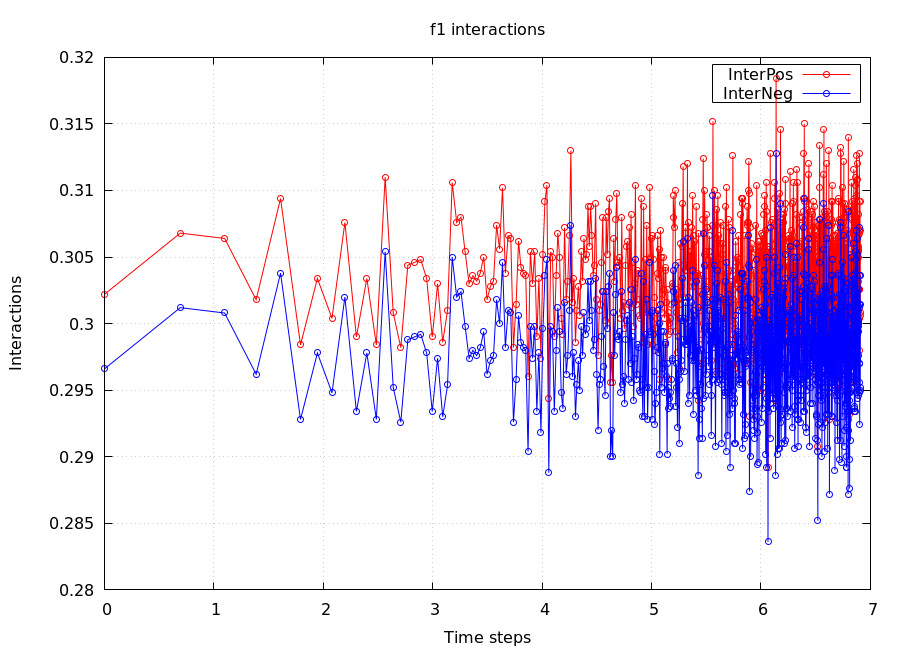 f1 interactions
0.32
0.315
0.31
0.305
0.3
0.295
0.29
0.285
0.28
0 1 2 3 4 5 6 7
Interactions
Time steps
InterPos
InterNeg